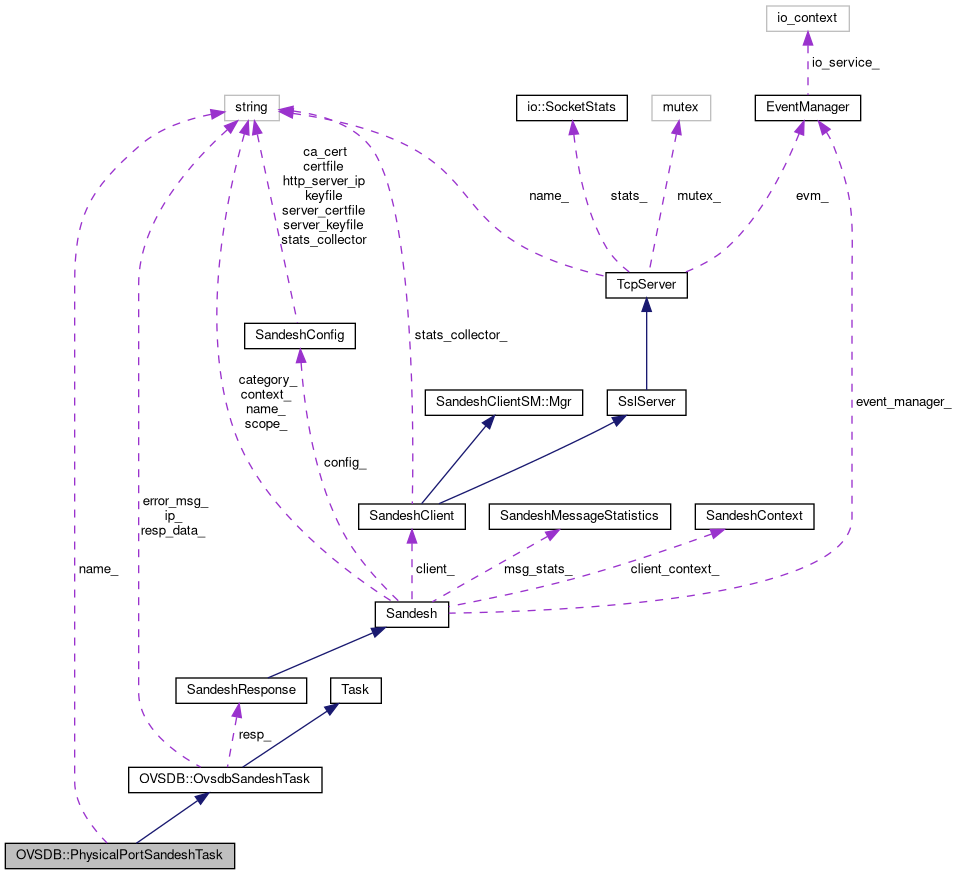 io_context
io_service_
string
io::SocketStats
mutex
EventManager
ca_cert
certfile
http_server_ip
keyfile
server_certfile
server_keyfile
stats_collector
name_
stats_
mutex_
evm_
TcpServer
SandeshConfig
stats_collector_
category_
context_
name_
scope_
SandeshClientSM::Mgr
SslServer
event_manager_
config_
error_msg_
ip_
resp_data_
SandeshClient
SandeshMessageStatistics
SandeshContext
name_
client_
msg_stats_
client_context_
Sandesh
SandeshResponse
Task
resp_
OVSDB::OvsdbSandeshTask
OVSDB::PhysicalPortSandeshTask